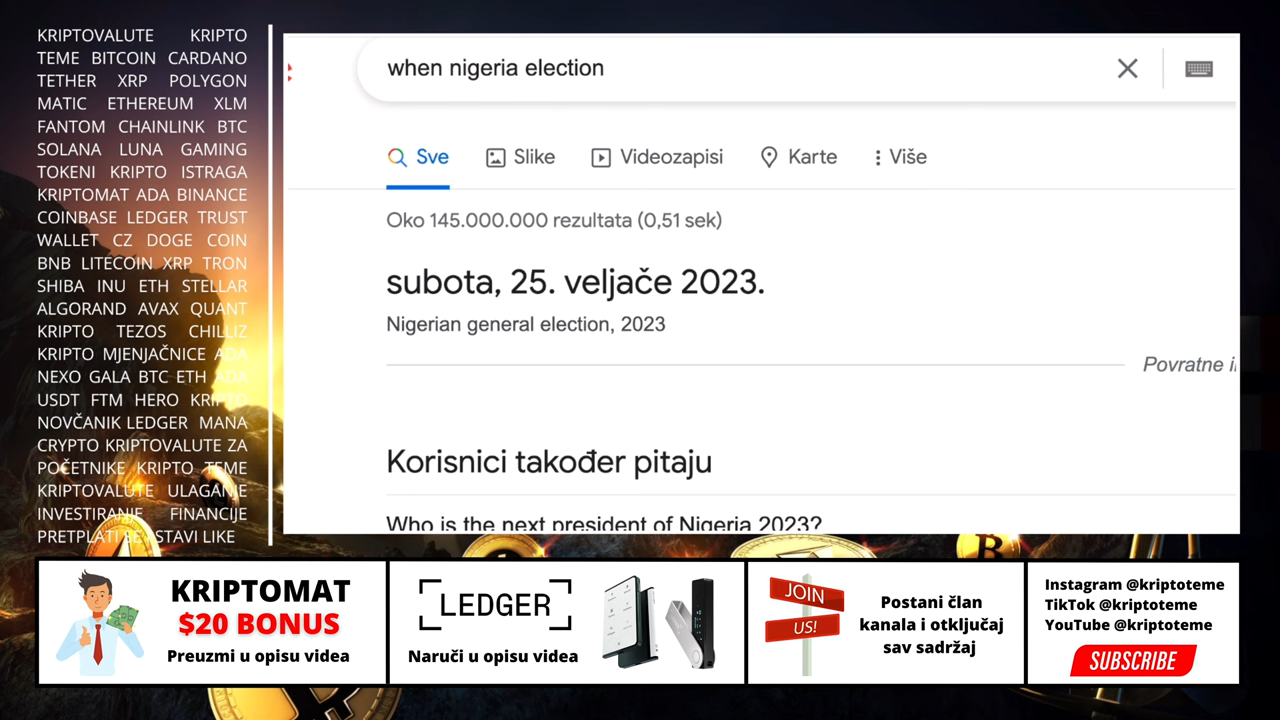 KRIPTOVALUTE KRIPTO
TEME BITCOIN CARDANO
TETHER XRP POLYGON
MATIC ETHEREUM XLM
FANTOM CHAINLINK BTC
SOLANA LUNA GAMING
TOKENI KRIPTO ISTRAGA
KRIPTOMAT ADA BINANCE
COINBASE LEDGER TRUST
WALLET CZ DOGE COIN
BNB LITECOIN XRP TRON
SHIBA INU ETH STELLAR
ALGORAND AVAX QUANT
KRIPTO TEZOS CHILLIZ
KRIPTO MJENJAČNICE ADA
NEXO GALA BTC ETH ADA
USDT FTM HERO KRIPTO
NOVČANIK LEDGER MANA
CRYPTO KRIPTOVALUTE ZA
POČETNIKE KRIPTO TEME
KRIPTOVALUTE ULAGANJE
INVESTIRANJE FINANCIJE
PRETPLATI SE OSTAVI LIKE
when nigeria election
Sve Slike Videozapisi Karte Više
Oko 145.000.000 rezultata (0,51 sek)
subota, 25. veljače 2023.
Nigerian general election, 2023
Povratne
Korisnici također pitaju
Who is the next president of Nigeria 2023?
KRIPTOMAT
$20 BONUS
Preuzmi u opisu videa
LEDGER
Naruči u opisu videa
JOIN
US!
Postani član
kanala i otključaj
sav sadržaj
Instagram @kriptoteme
TikTok @kriptoteme
YouTube @kriptoteme
SUBSCRIBE